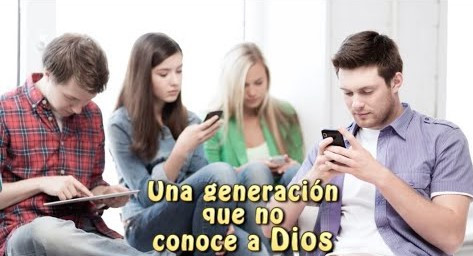 Una generación
que no
conoce a Dios